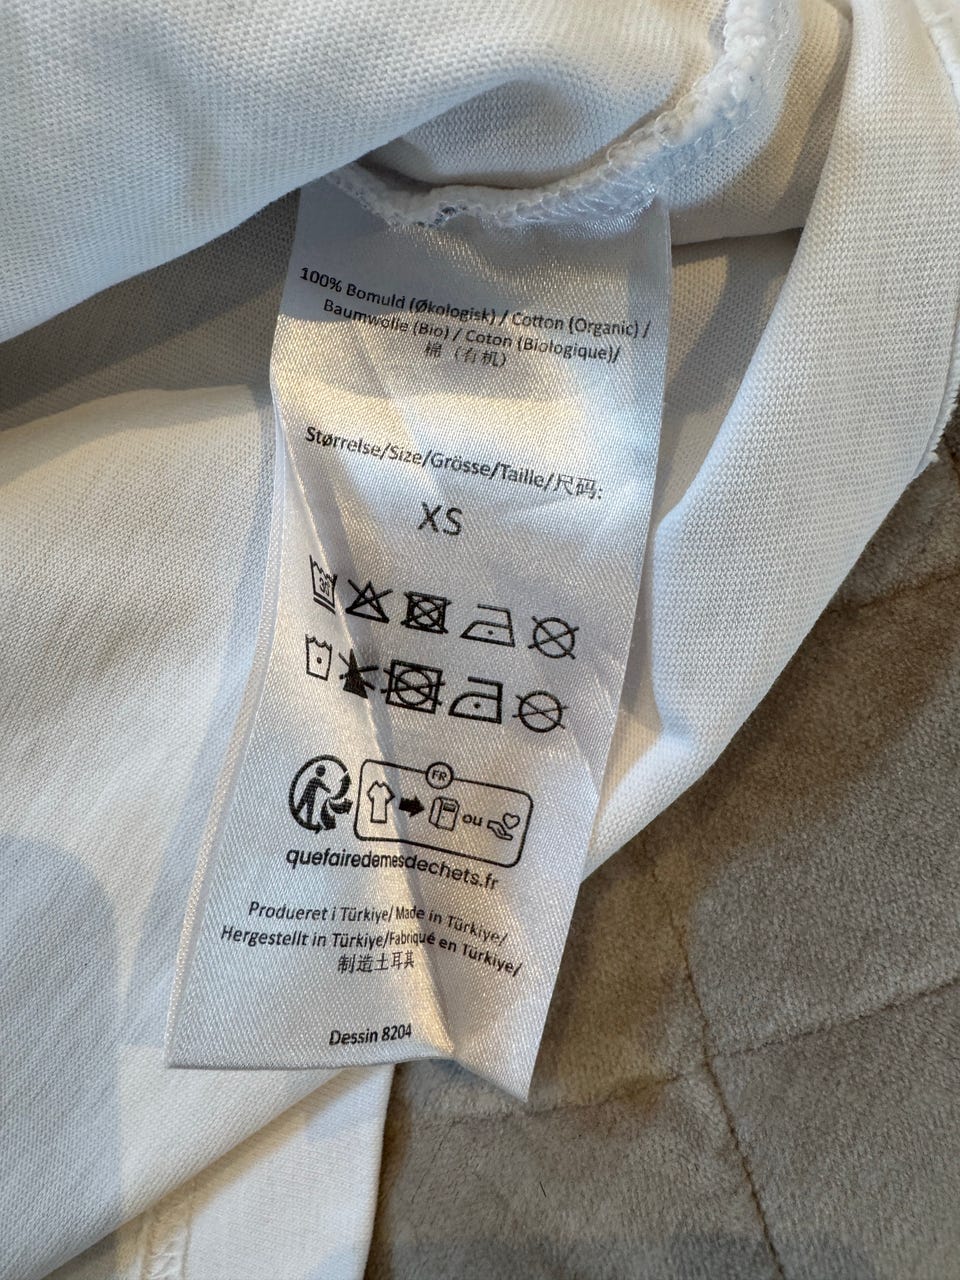 100% Bomuld (Økologisk) / Cotton (Organic) /
Baumwolle (Bio) / Coton (Biologique)/
棉（有机）
Størrelse/Size/Grösse/Taille/尺码:
XS
30
FR
ou
quefairedemesdechets.fr
Produeret i Türkiye/ Made in Türkiye/
Hergestellt in Türkiye/Fabriqué en Türkiye/
制造土耳其
Dessin 8204